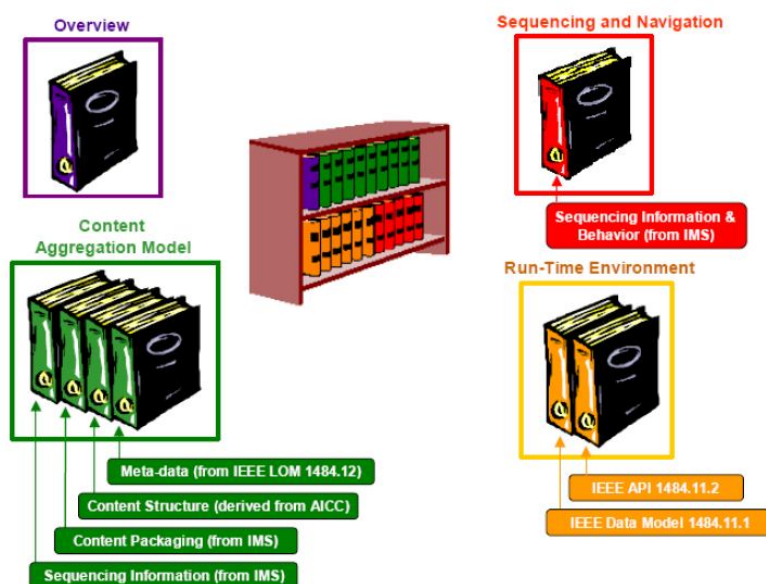 Overview
Sequencing and Navigation
Sequencing Information &
Behavior (from IMS)
Content
Aggregation Model
Run-Time Environment
Meta-data (from IEEE LOM 1484.12)
Content Structure (derived from AICC)
Content Packaging (from IMS)
Sequencing Information (from IMS)
IEEE API 1484.11.2
IEEE Data Model 1484.11.1